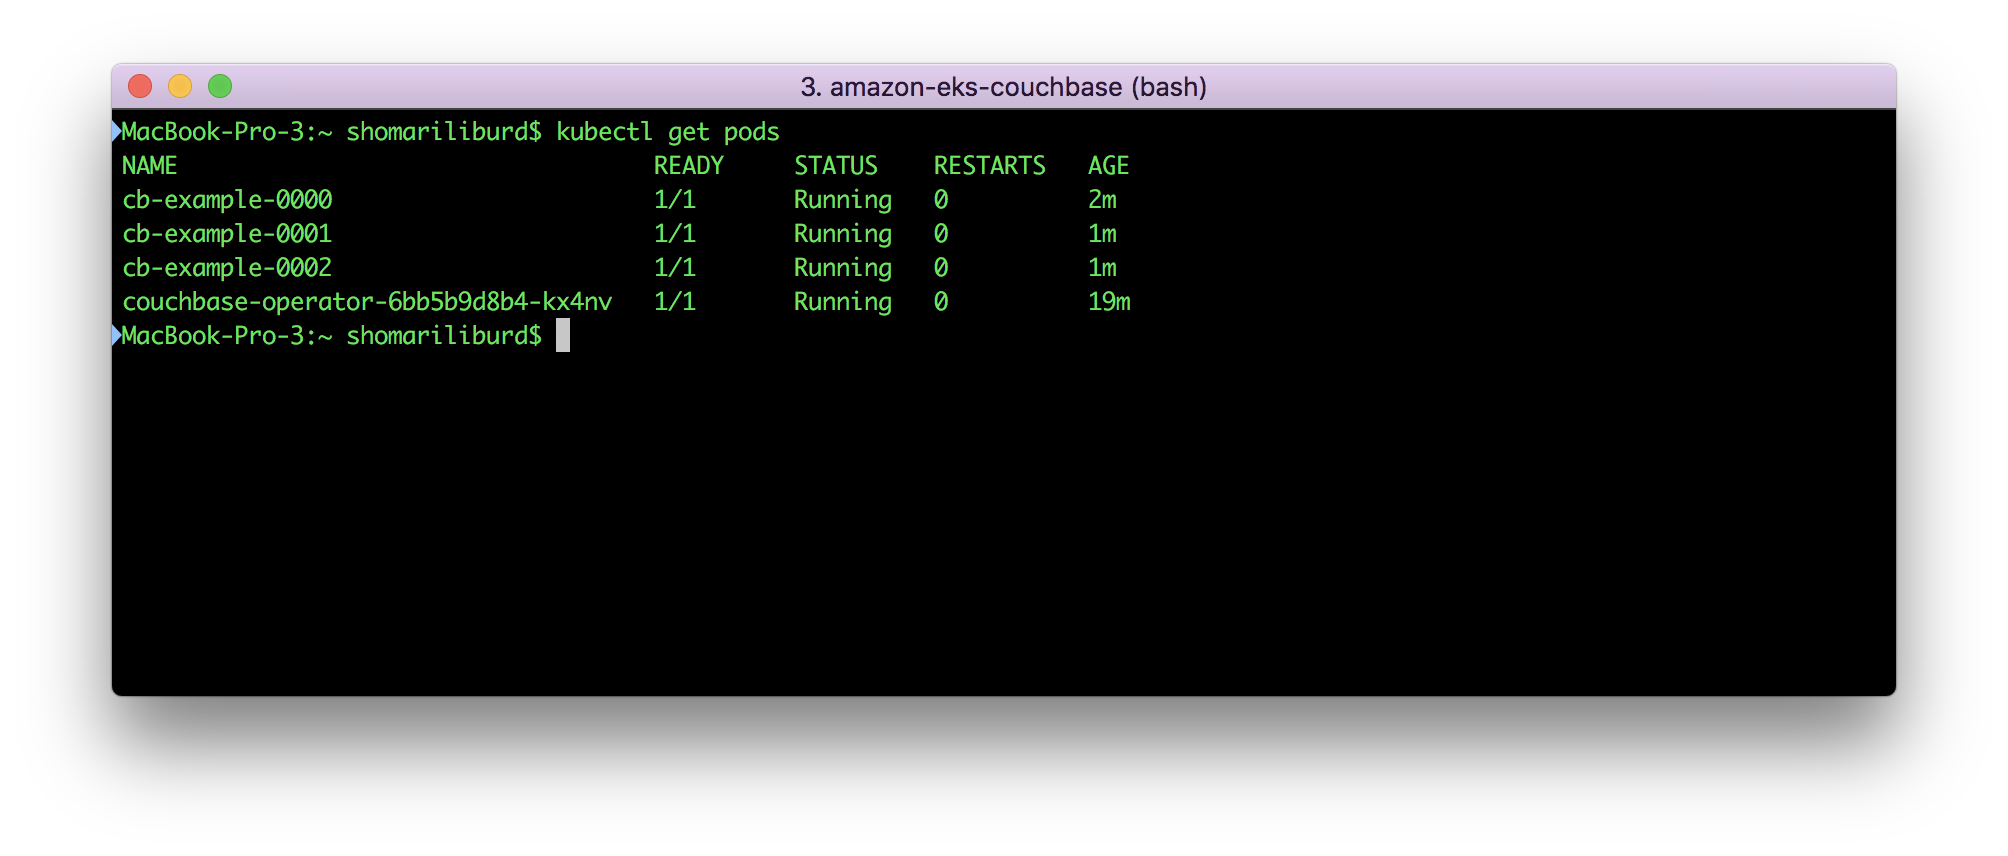 3. amazon-eks-couchbase (bash)
MacBook-Pro-3:~ shomariliburd$ kubectl get pods
NAME                                  READY     STATUS    RESTARTS   AGE
cb-example-0000                       1/1       Running   0          2m
cb-example-0001                       1/1       Running   0          1m
cb-example-0002                       1/1       Running   0          1m
couchbase-operator-6bb5b9d8b4-kx4nv   1/1       Running   0          19m
MacBook-Pro-3:~ shomariliburd$